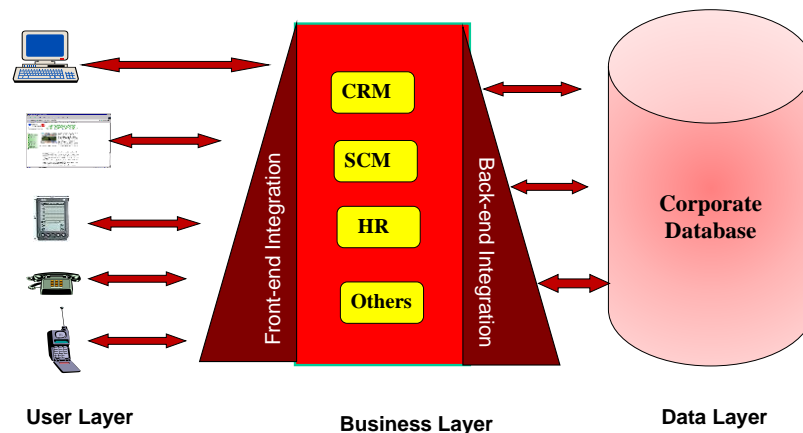 CRM
SCM
HR
Others
Front-end Integration
Back-end Integration
Corporate
Database
User Layer
Business Layer
Data Layer